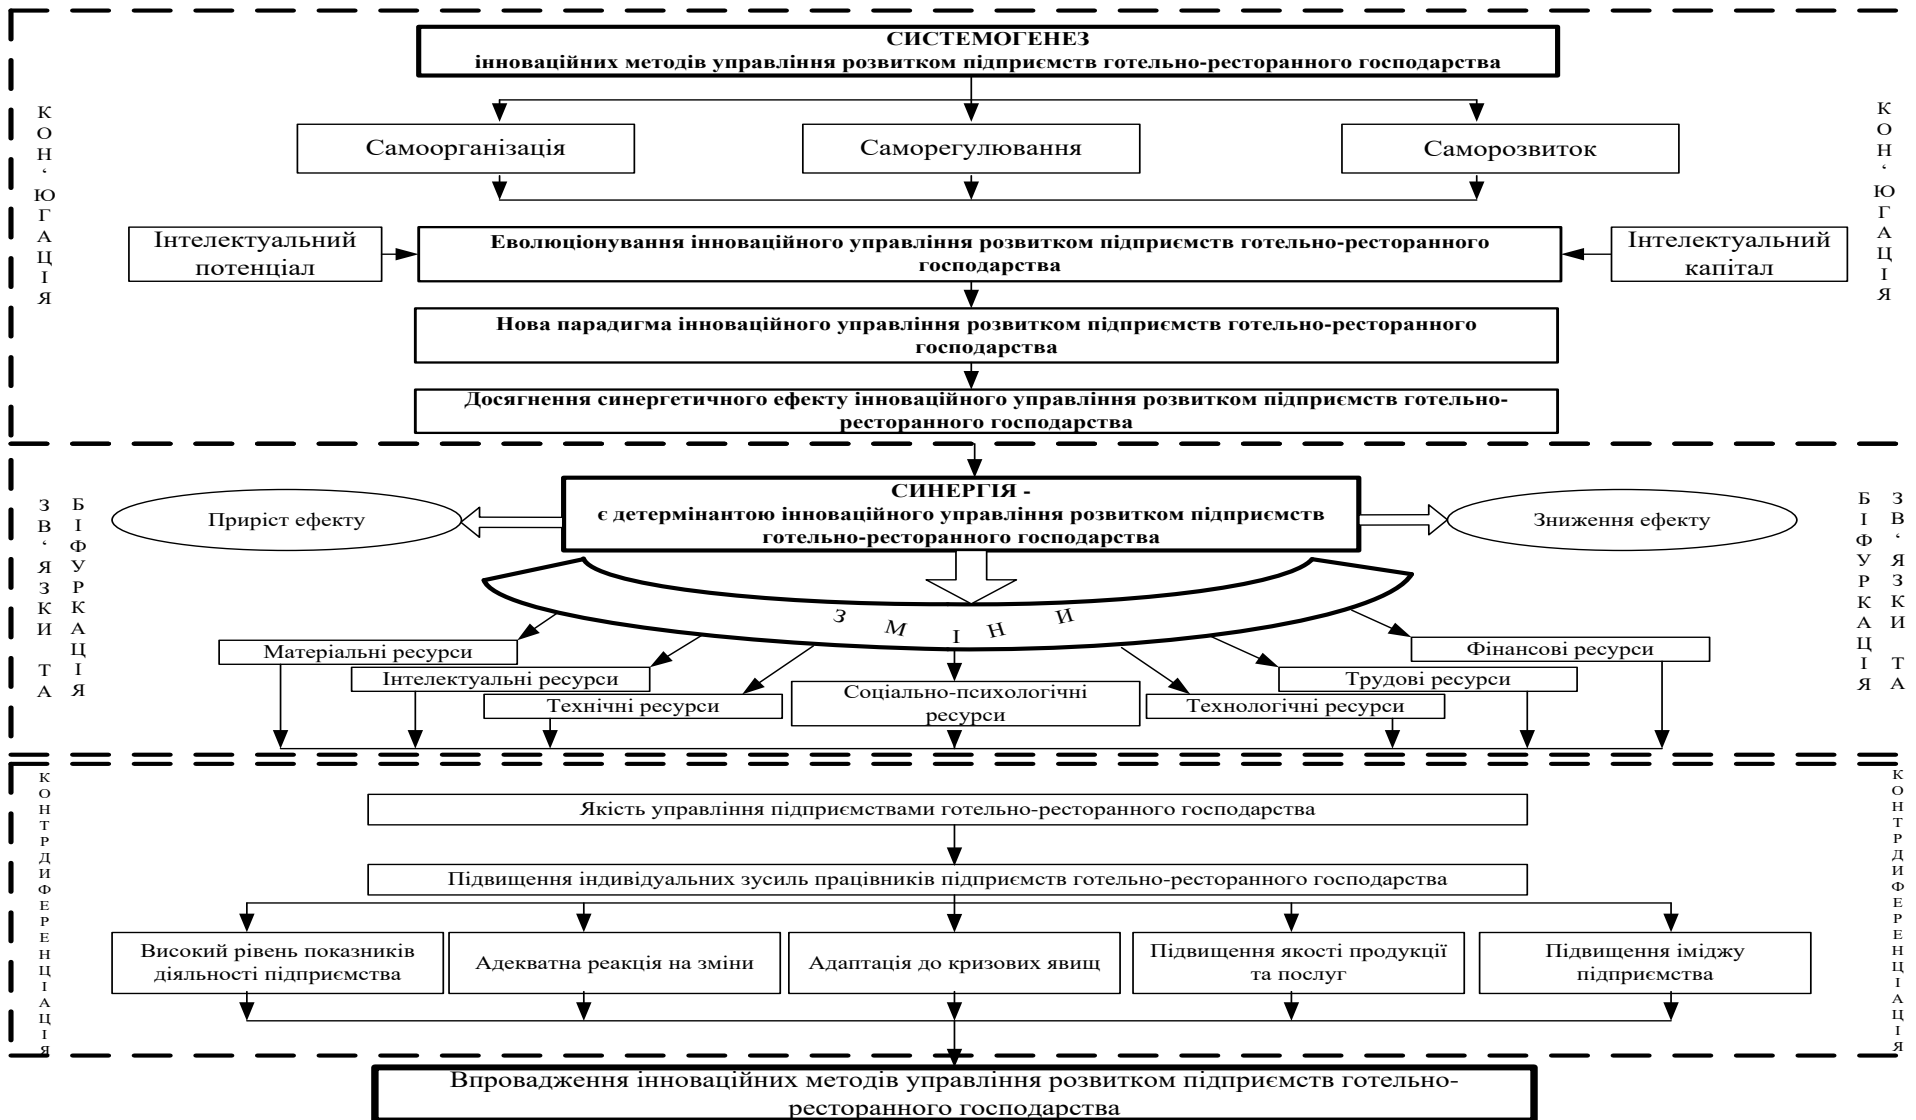 СИСТЕМОГЕНЕЗ
інноваційних методів управління розвитком підприємств готельно-ресторанного господарства
КОН‘ЮГАЦІЯ
КОН‘ЮГАЦІЯ
Самоорганізація
Саморегулювання
Саморозвиток
Інтелектуальний
потенціал
Еволюціонування інноваційного управління розвитком підприємств готельно-ресторанного
господарства
Інтелектуальний
капітал
Нова парадигма інноваційного управління розвитком підприємств готельно-ресторанного
господарства
Досягнення синергетичного ефекту інноваційного управління розвитком підприємств готельно-
ресторанного господарства
ЗВ‘ЯЗКИ ТА
БІФУРКАЦІЯ
БІФУРКАЦІЯ
ЗВ‘ЯЗКИ ТА
Приріст ефекту
СИНЕРГІЯ -
є детермінантою інноваційного управління розвитком підприємств
готельно-ресторанного господарства
Зниження ефекту
ЗМІНИ
Матеріальні ресурси
Інтелектуальні ресурси
Технічні ресурси
Соціально-психологічні
ресурси
Технологічні ресурси
Трудові ресурси
Фінансові ресурси
КОНТРДИФЕРЕНЦІАЦІЯ
КОНТРДИФЕРЕНЦІАЦІЯ
Якість управління підприємствами готельно-ресторанного господарства
Підвищення індивідуальних зусиль працівників підприємств готельно-ресторанного господарства
Високий рівень показників
діяльності підприємства
Адекватна реакція на зміни
Адаптація до кризових явищ
Підвищення якості продукції
та послуг
Підвищення іміджу
підприємства
Впровадження інноваційних методів управління розвитком підприємств готельно-
ресторанного господарства